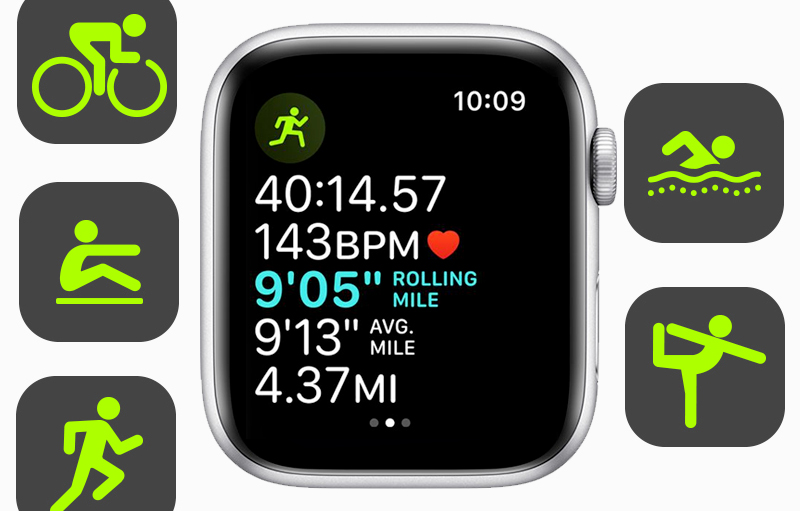 10:09
40:14.57
143BPM
9'05" ROLLING MILE
9'13" AVG. MILE
4.37MI